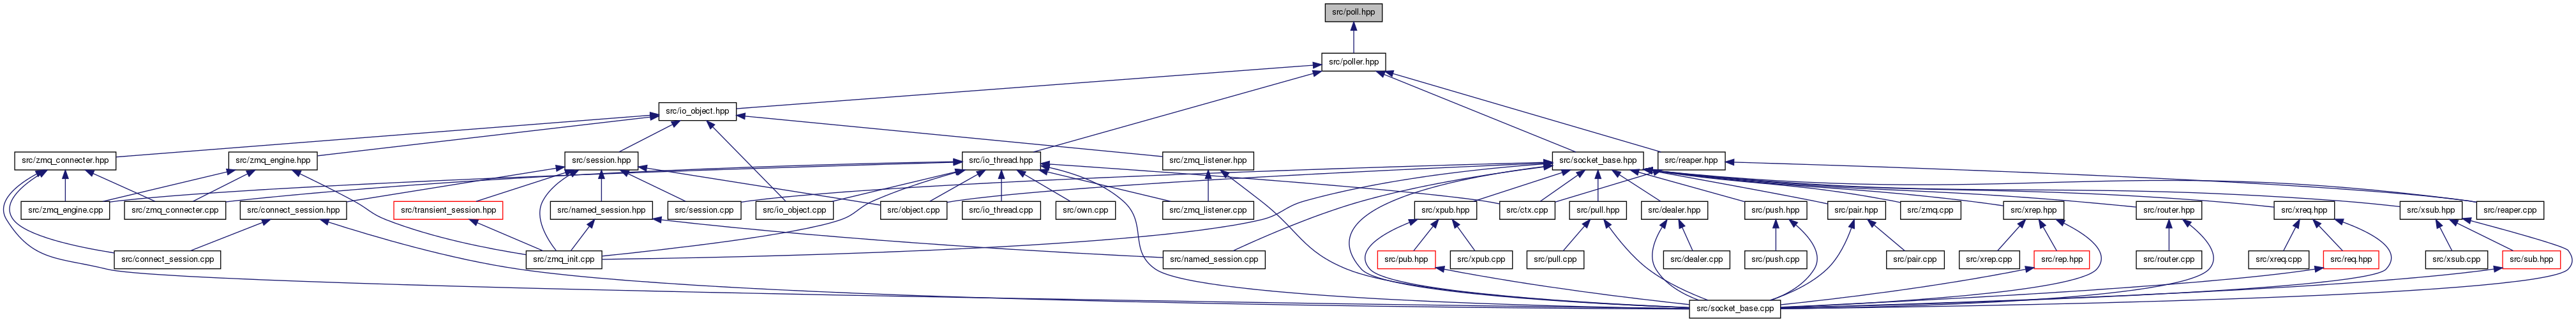 src/poll.hpp
src/poller.hpp
src/io_object.hpp
src/zmq_connecter.hpp
src/zmq_engine.hpp
src/session.hpp
src/io_thread.hpp
src/zmq_listener.hpp
src/socket_base.hpp
src/reaper.hpp
src/zmq_engine.cpp
src/zmq_connecter.cpp
src/connect_session.hpp
src/transient_session.hpp
src/named_session.hpp
src/session.cpp
src/io_object.cpp
src/object.cpp
src/io_thread.cpp
src/own.cpp
src/zmq_listener.cpp
src/xpub.hpp
src/ctx.cpp
src/pull.hpp
src/dealer.hpp
src/push.hpp
src/pair.hpp
src/zmq.cpp
src/xrep.hpp
src/router.hpp
src/xreq.hpp
src/xsub.hpp
src/reaper.cpp
src/connect_session.cpp
src/zmq_init.cpp
src/named_session.cpp
src/pub.hpp
src/xpub.cpp
src/pull.cpp
src/dealer.cpp
src/push.cpp
src/pair.cpp
src/xrep.cpp
src/rep.hpp
src/router.cpp
src/xreq.cpp
src/req.hpp
src/xsub.cpp
src/sub.hpp
src/socket_base.cpp